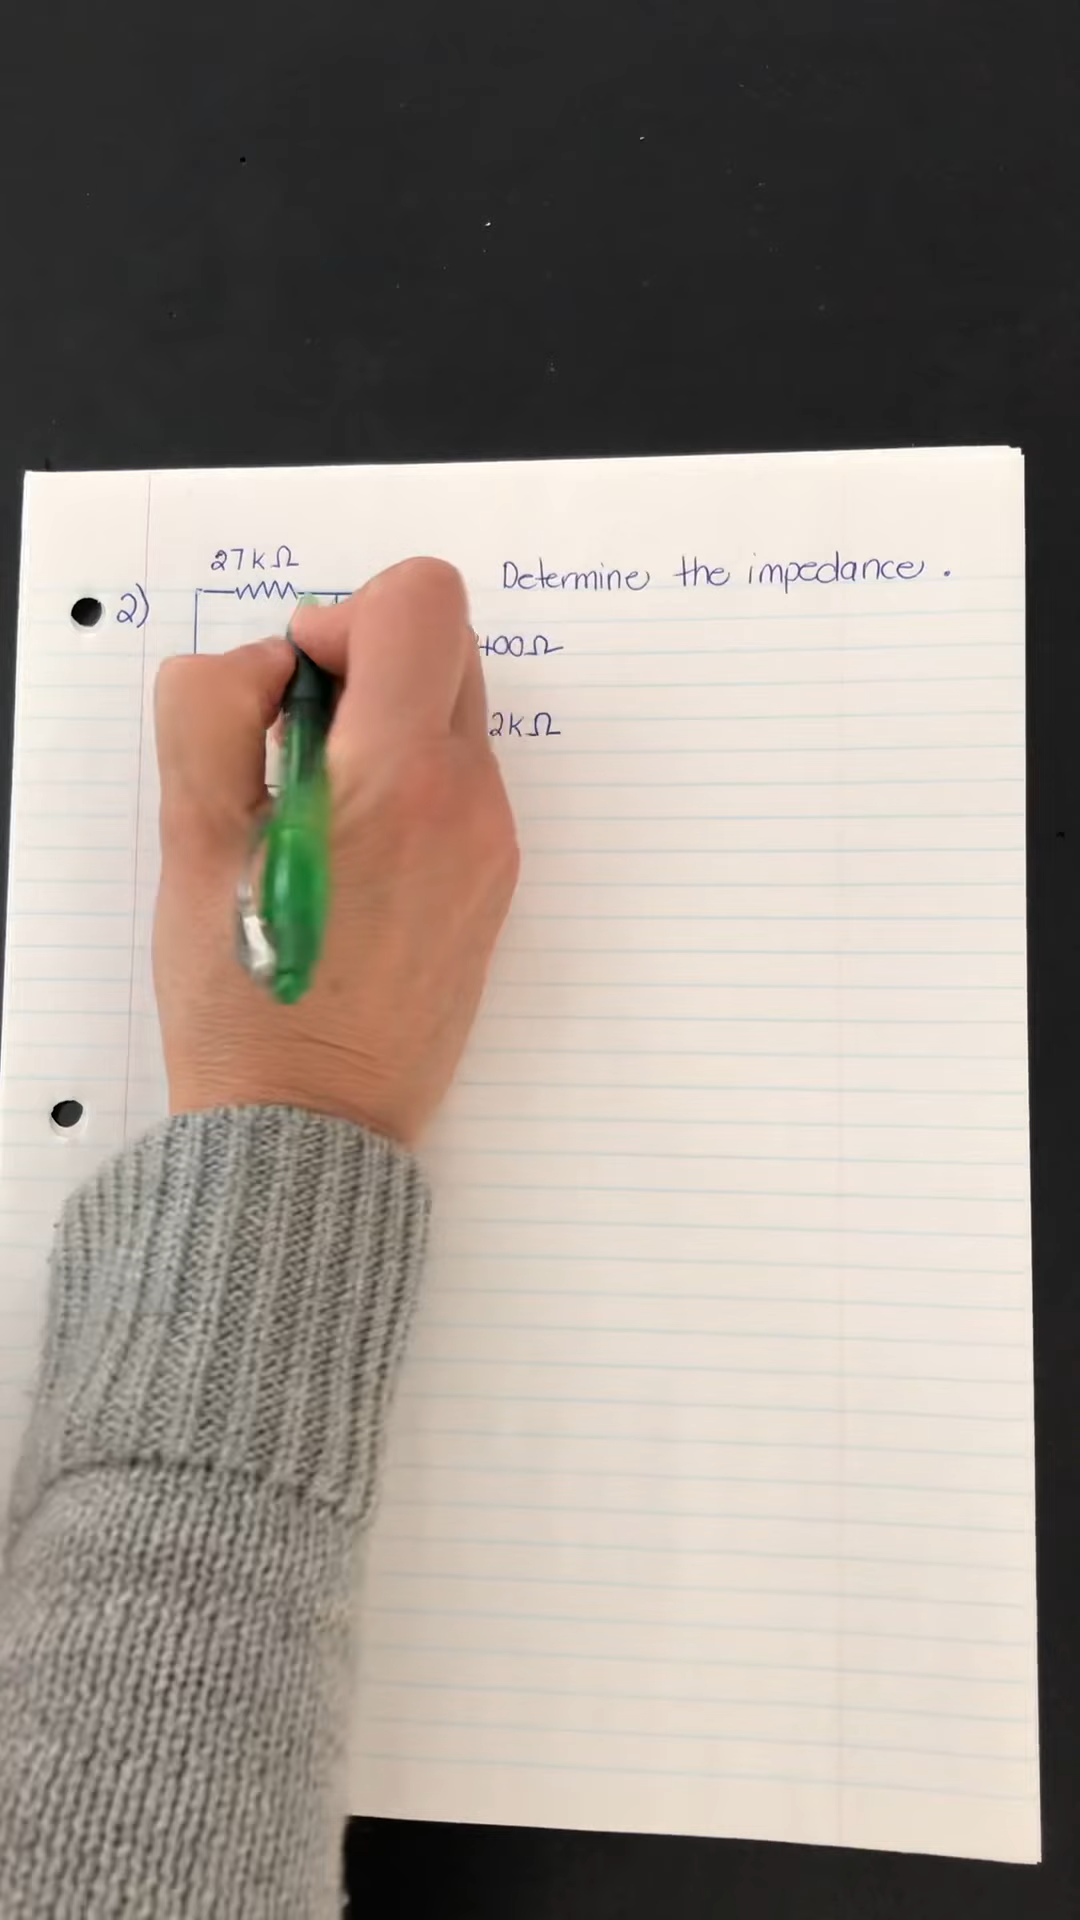 27kΩ
Determine the impedance.
2)
400Ω
2kΩ